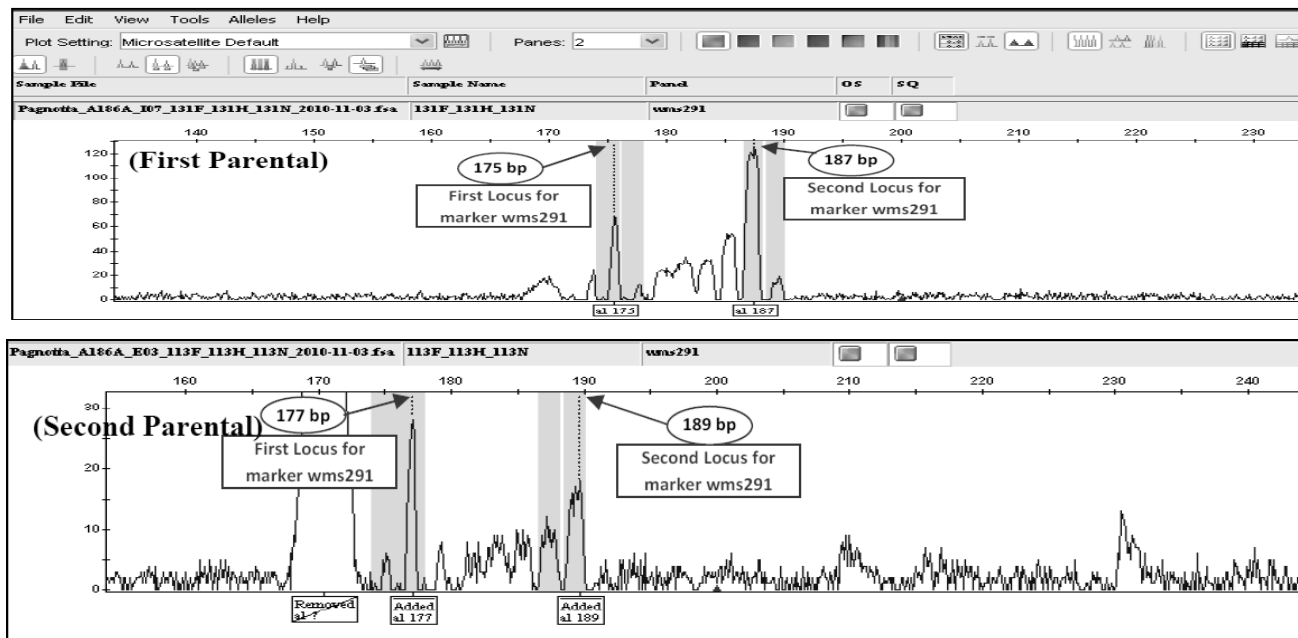 File Edit View Tools Alleles Help
Plot Setting: Microsatellite Default Panes: 2
Sample File Sample Name Panel OS SQ
Pagnotta_A186A_I07_131F_131H_131N_2010-11-03.fsa 131F_131H_131N wms291
140 150 160 170 180 190 200 210 220 230
(First Parental)
175 bp
First Locus for
marker wms291
187 bp
Second Locus for
marker wms291
120
100
80
60
40
20
0
al 175 al 187
Pagnotta_A186A_E03_113F_113H_113N_2010-11-03.fsa 113F_113H_113N wms291
160 170 180 190 200 210 220 230 240
(Second Parental)
177 bp
First Locus for
marker wms291
189 bp
Second Locus for
marker wms291
30
20
10
0
Removed
al ?
Added
al 177
Added
al 189